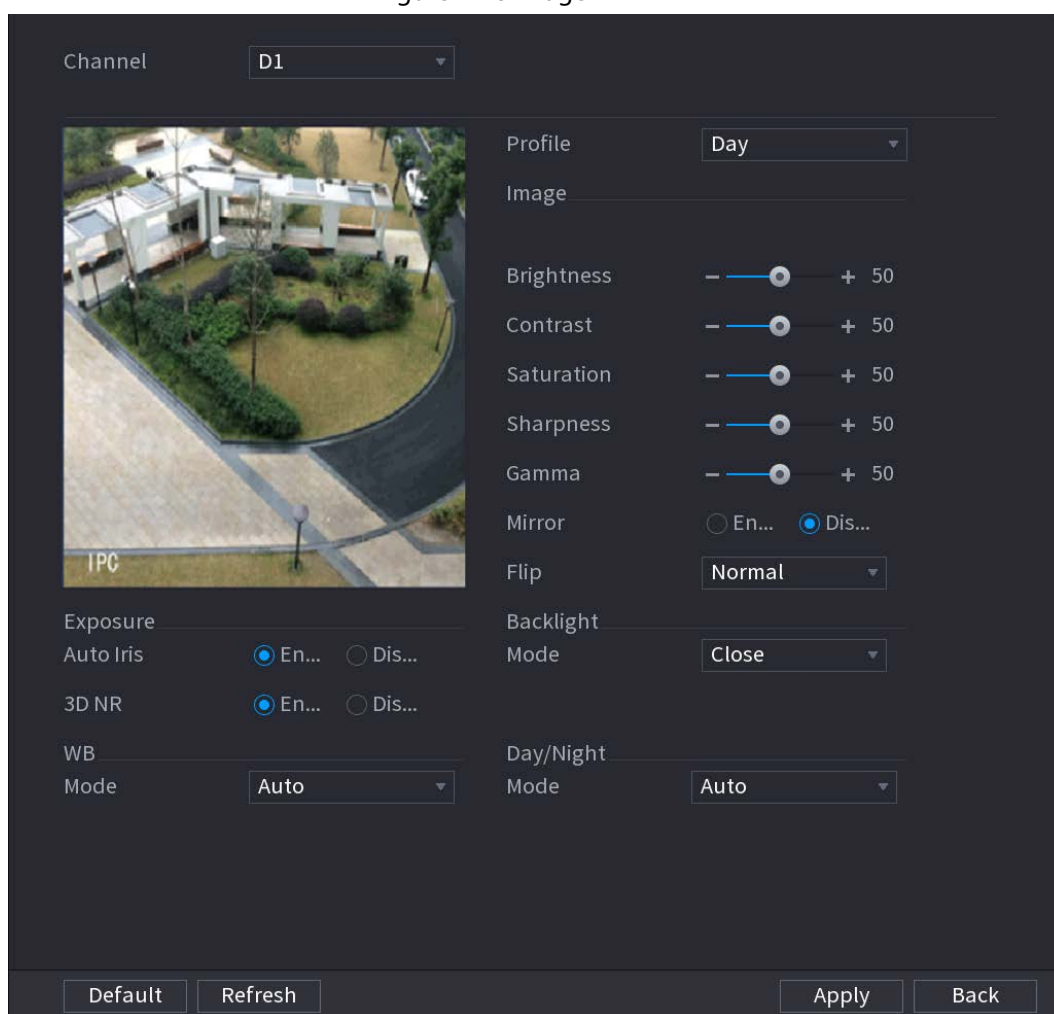 Channel D1
Profile Day
Image
Brightness - + 50
Contrast - + 50
Saturation - + 50
Sharpness - + 50
Gamma - + 50
Mirror En... Dis...
IPC
Flip Normal
Exposure
Auto Iris En... Dis...
3D NR En... Dis...
Backlight
Mode Close
WB
Mode Auto
Day/Night
Mode Auto
Default Refresh Apply Back